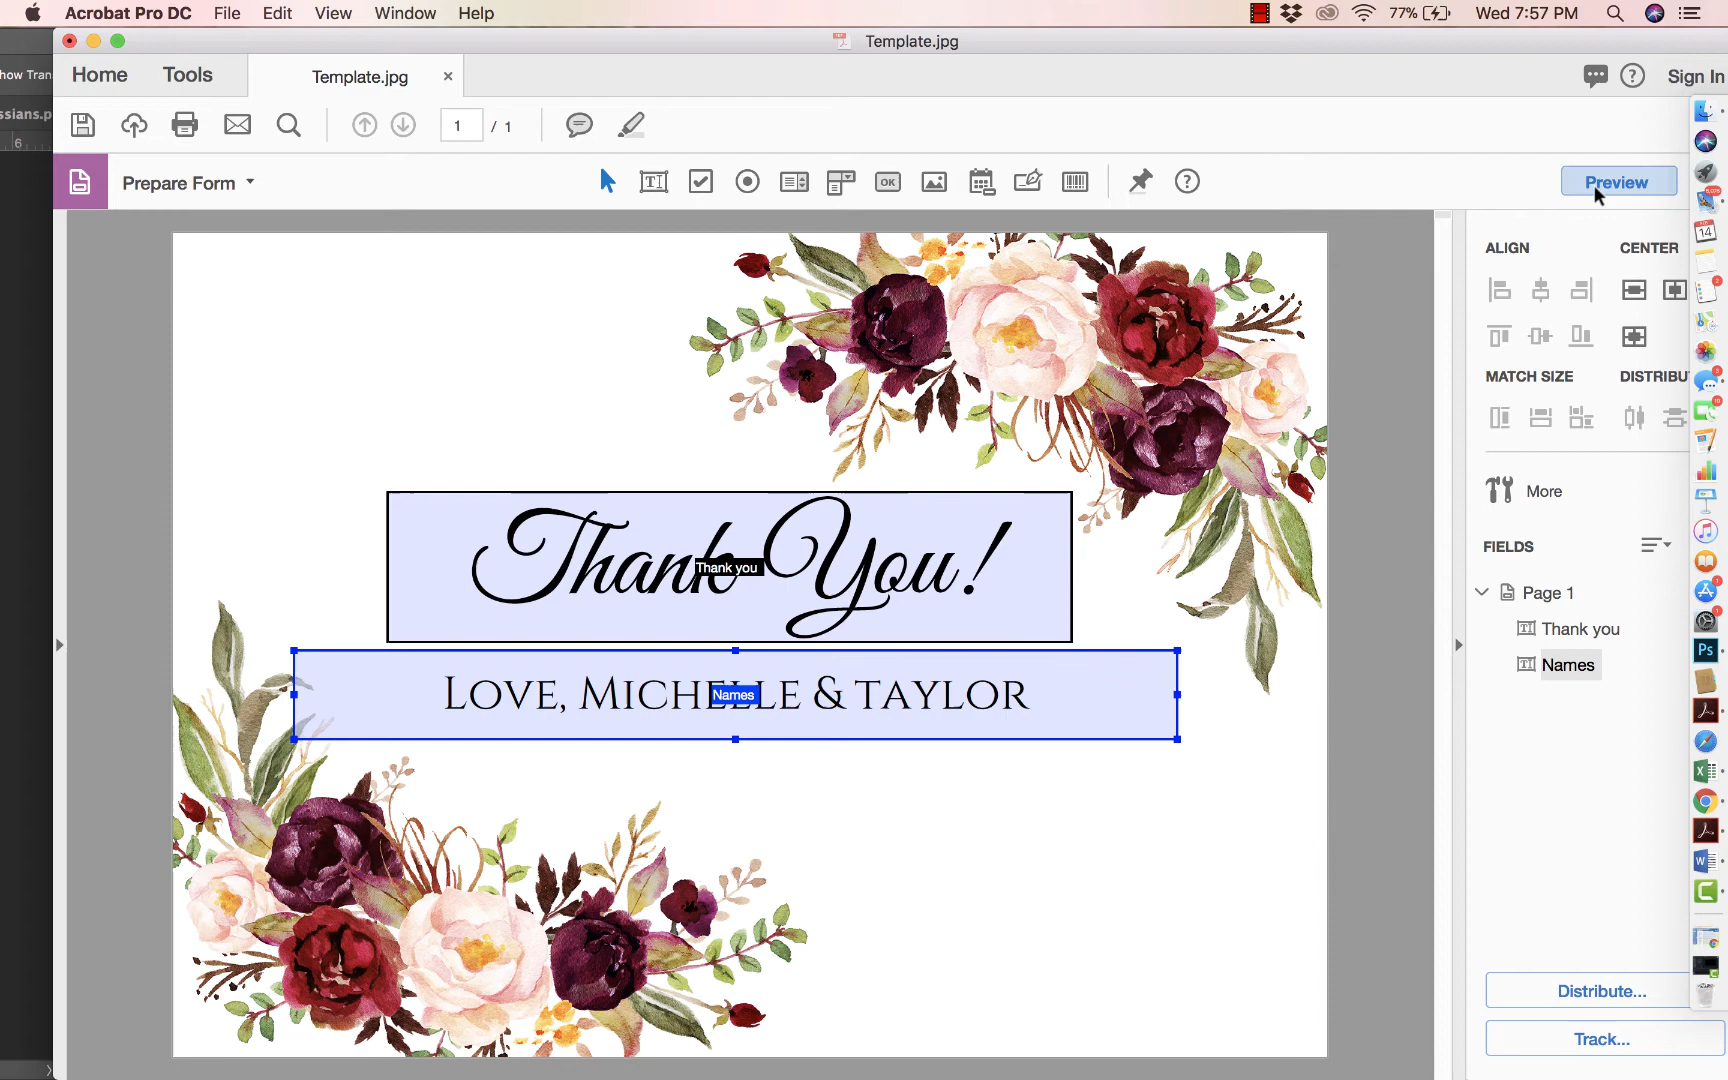 Acrobat Pro DC File Edit View Window Help 77% Wed 7:57 PM
Template.jpg
how Tran
Home Tools Template.jpg × Sign In
ssians.p
1 / 1
6
Prepare Form OK Preview
ALIGN CENTER
MATCH SIZE DISTRIBU
More
FIELDS
Page 1
Thank you
Names
Thank You!
Thank you
Love, Michelle & Taylor
Names
Distribute...
Track...
14
Ps